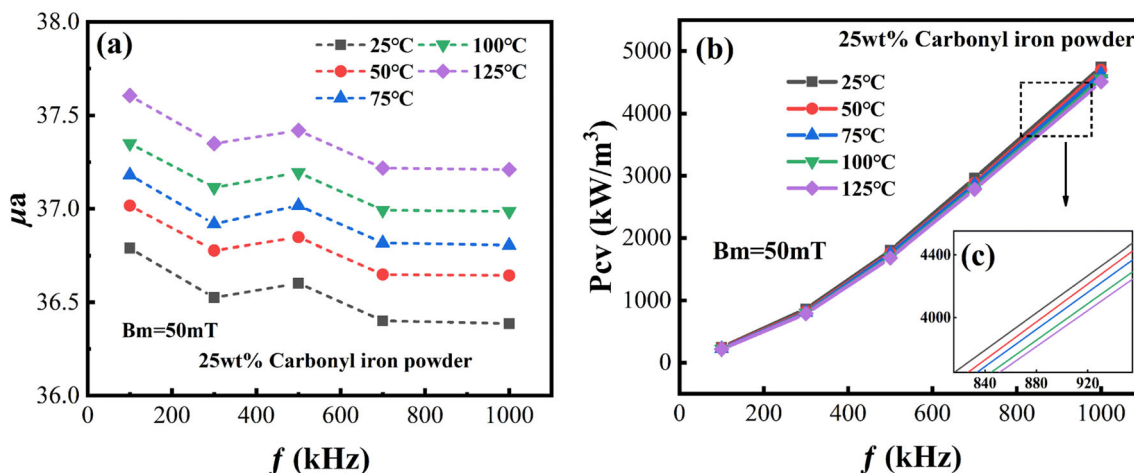 (a)
25℃
100℃
50℃
125℃
75℃
38.0
37.5
37.0
36.5
36.0
μa
Bm=50mT
25wt% Carbonyl iron powder
0 200 400 600 800 1000
f (kHz)
(b)
25wt% Carbonyl iron powder
25℃
50℃
75℃
100℃
125℃
5000
4000
3000
2000
1000
0
Pcv (kW/m³)
Bm=50mT
(c)
4400
4000
840 880 920
0 200 400 600 800 1000
f (kHz)